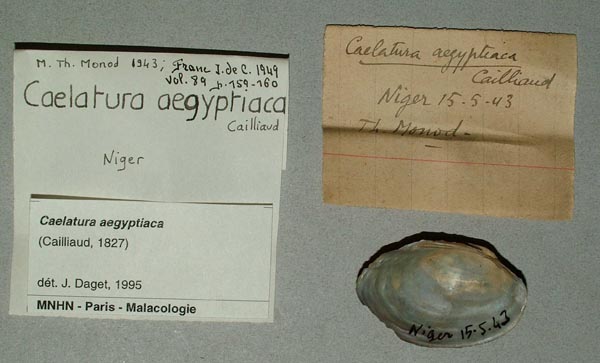 M. Th. Monod 1943; Franc J. de C. 1949
Vol. 89 p. 159-160
Caelatura aegyptiaca
Cailliaud
Niger
Caelatura aegyptiaca
(Cailliaud, 1827)
dét. J. Daget, 1995
MNHN - Paris - Malacologie
Caelatura aegyptiaca
Cailliaud
Niger 15-5-43
Th. Monod-
Niger 15-5.43